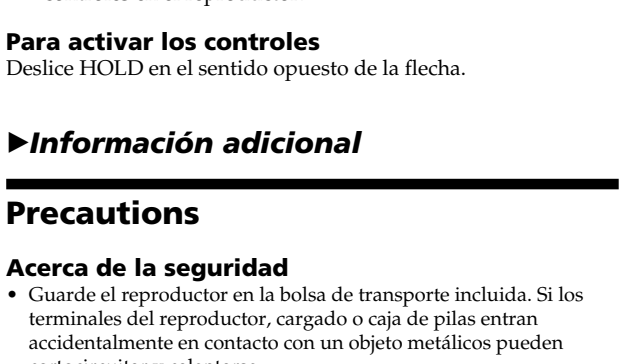 Para activar los controles
Deslice HOLD en el sentido opuesto de la flecha.
►Información adicional
Precautions
Acerca de la seguridad
• Guarde el reproductor en la bolsa de transporte incluida. Si los
terminales del reproductor, cargado o caja de pilas entran
accidentalmente en contacto con un objeto metálicos pueden